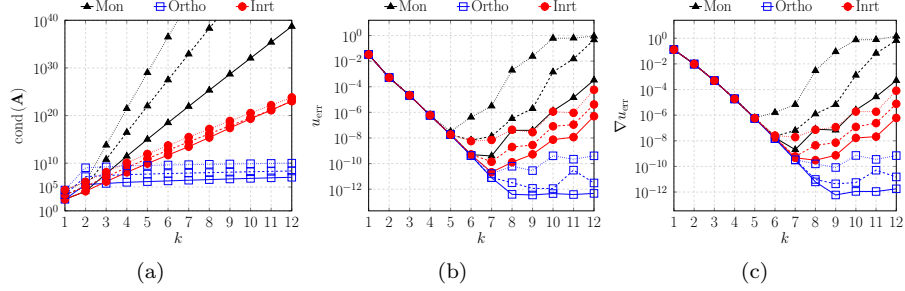 Mon Ortho Inrt
10^40
10^30
10^20
10^10
10^5
10^0
cond (A)
1 2 3 4 5 6 7 8 9 10 11 12
k
(a)
Mon Ortho Inrt
10^0
10^-2
10^-4
10^-6
10^-8
10^-10
10^-12
u_err
1 2 3 4 5 6 7 8 9 10 11 12
k
(b)
Mon Ortho Inrt
10^0
10^-2
10^-4
10^-6
10^-8
10^-10
10^-12
∇u_err
1 2 3 4 5 6 7 8 9 10 11 12
k
(c)